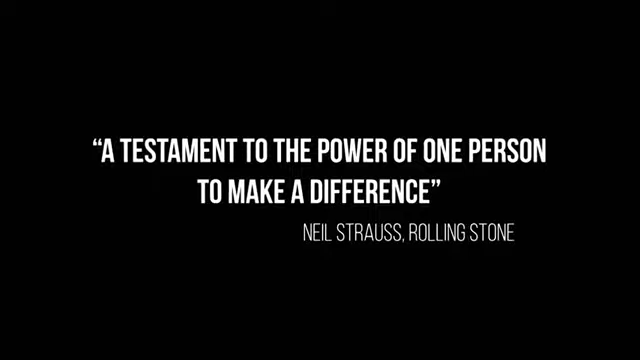 “A TESTAMENT TO THE POWER OF ONE PERSON
TO MAKE A DIFFERENCE”
NEIL STRAUSS, ROLLING STONE